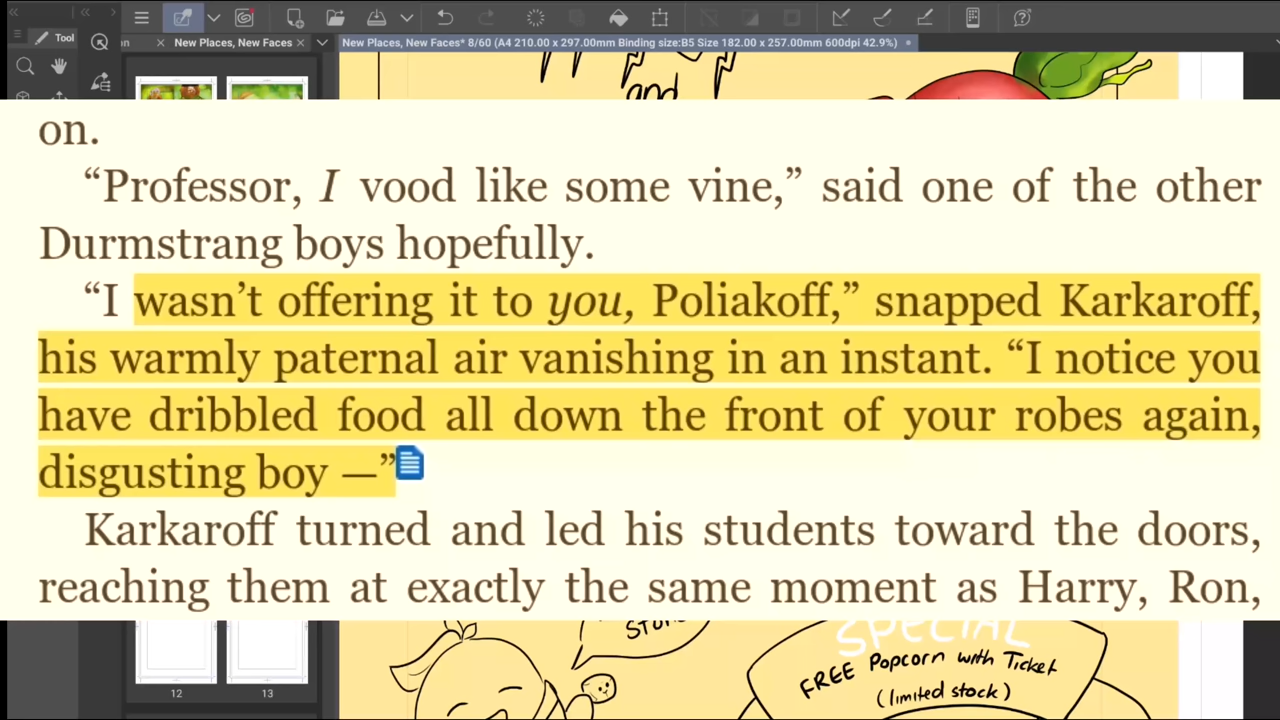 Tool
New Places, New Faces
New Places, New Faces* 8/60 (A4 210.00 x 297.00mm Binding size:B5 Size 182.00 x 257.00mm 600dpi 42.9%)
and
on.
“Professor, I vood like some vine,” said one of the other
Durmstrang boys hopefully.
“I wasn’t offering it to you, Poliakoff,” snapped Karkaroff,
his warmly paternal air vanishing in an instant. “I notice you
have dribbled food all down the front of your robes again,
disgusting boy —”
Karkaroff turned and led his students toward the doors,
reaching them at exactly the same moment as Harry, Ron,
SPECIAL
FREE Popcorn with Ticket
(limited stock)
12
13